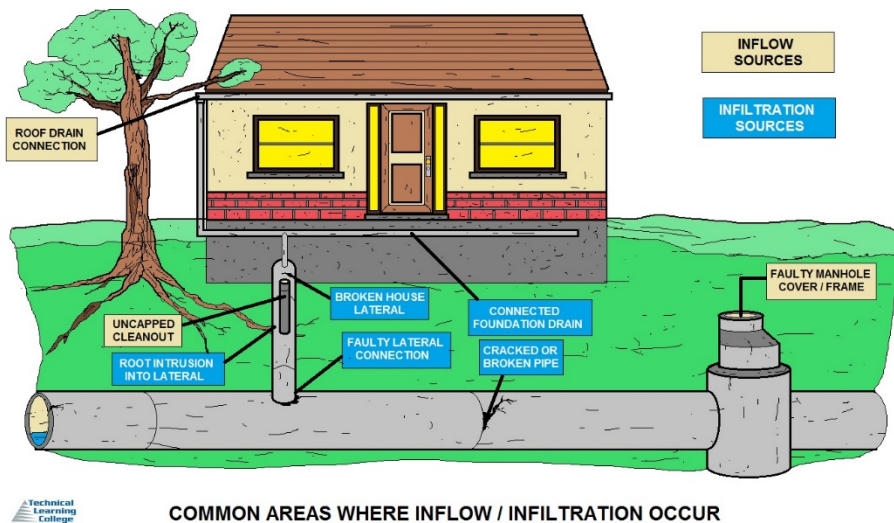 INFLOW
SOURCES
INFILTRATION
SOURCES
ROOF DRAIN
CONNECTION
FAULTY MANHOLE
COVER / FRAME
BROKEN HOUSE
LATERAL
UNCAPPED
CLEANOUT
CONNECTED
FOUNDATION DRAIN
ROOT INTRUSION
INTO LATERAL
FAULTY LATERAL
CONNECTION
CRACKED OR
BROKEN PIPE
Technical
Learning
College
COMMON AREAS WHERE INFLOW / INFILTRATION OCCUR